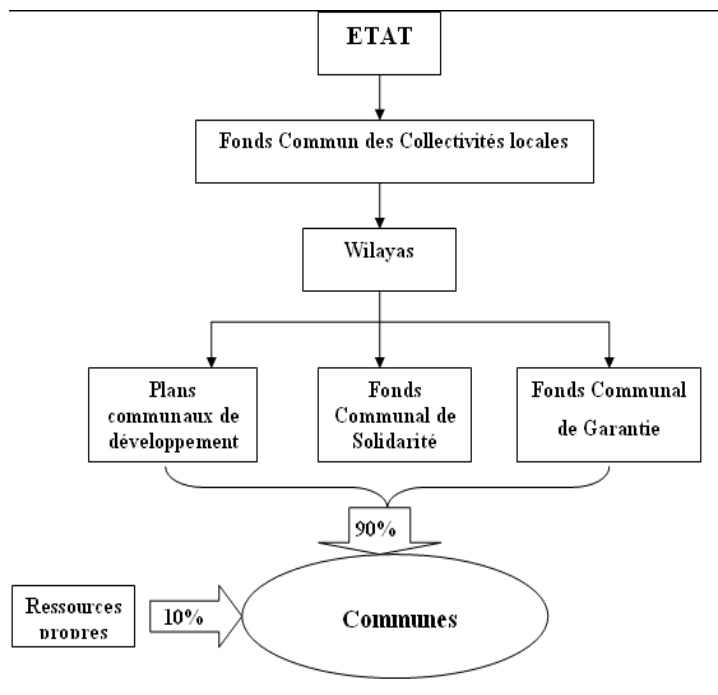 ETAT
Fonds Commun des Collectivités locales
Wilayas
Plans
communaux de
développement
Fonds
Communal de
Solidarité
Fonds Communal
de Garantie
90%
Ressources
propres
10%
Communes